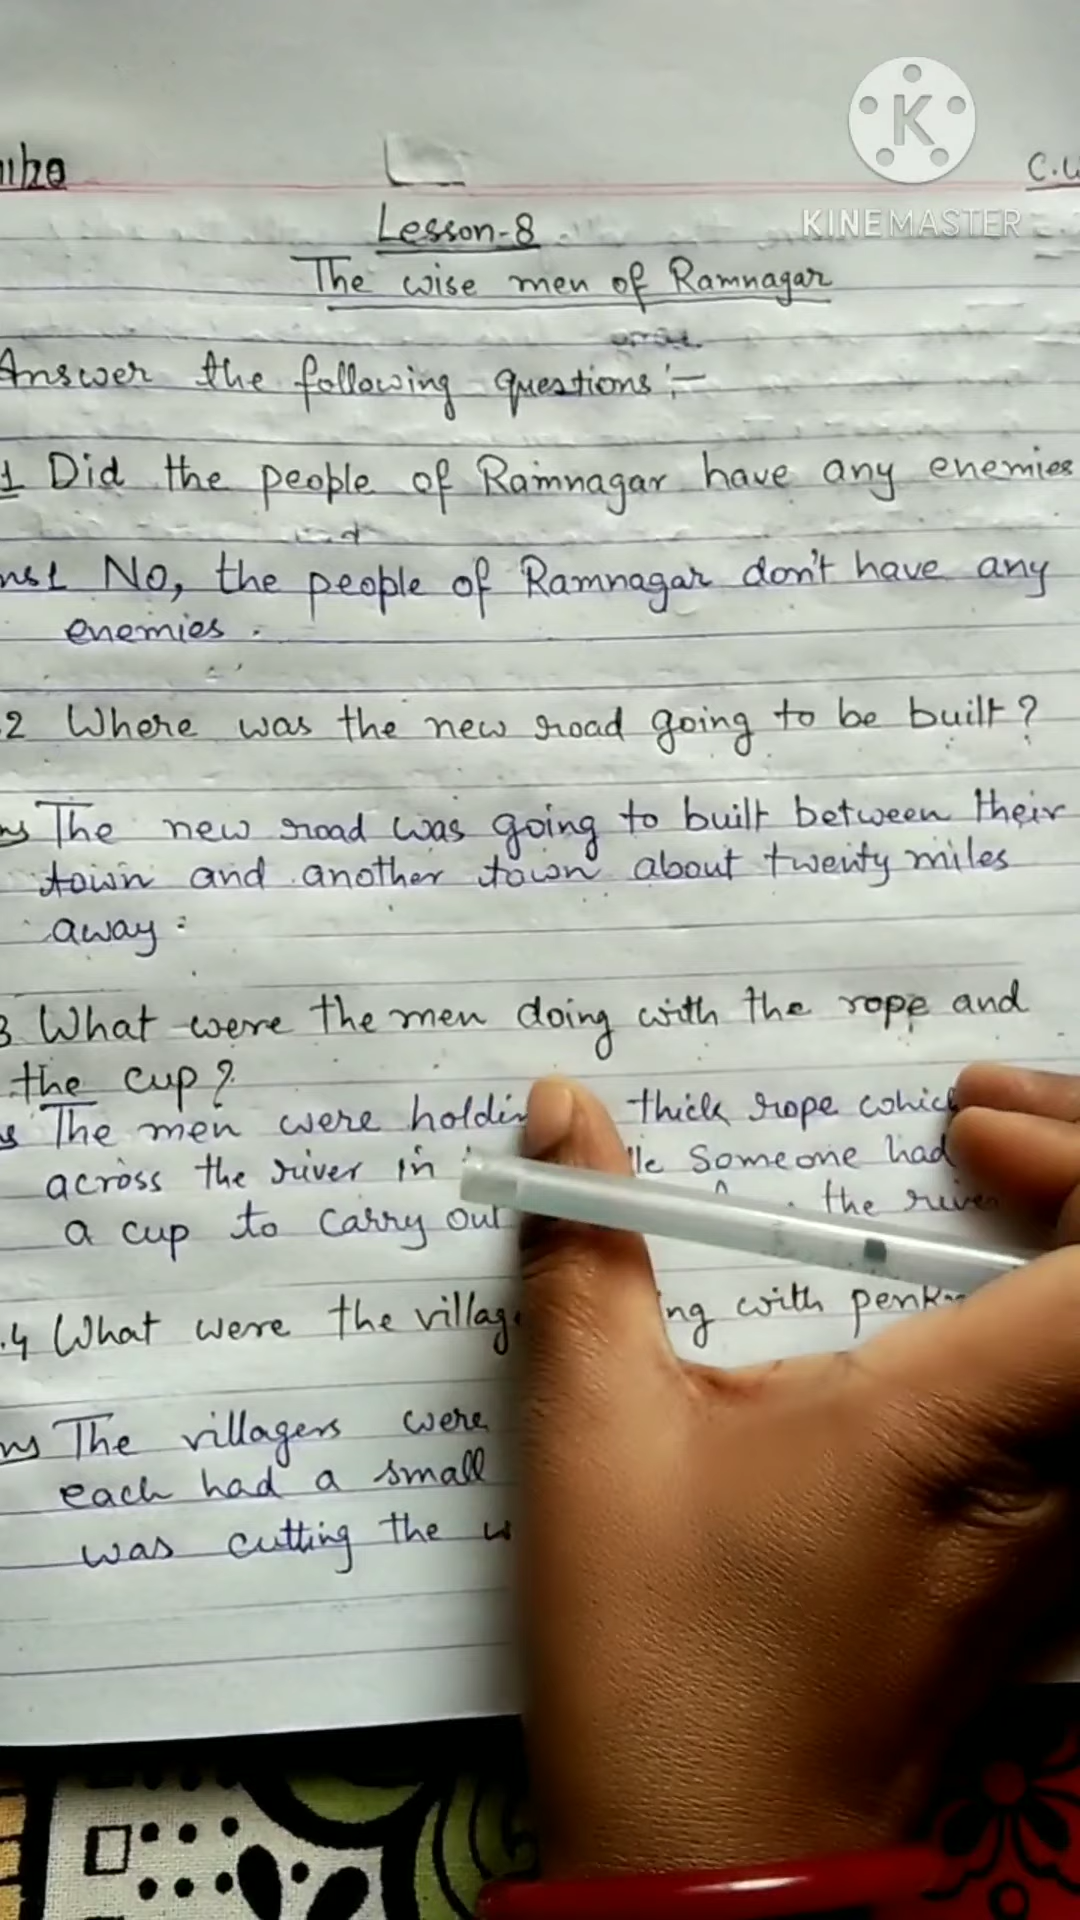 K
KINEMASTER
Lesson-8
The wise men of Ramnagar
Answer the following questions :-
1 Did the people of Ramnagar have any enemies
No, the people of Ramnagar don't have any
enemies.
.2 Where was the new road going to be built?
The new road was going to built between their
town and another town about twenty miles
away.
3 What were the men doing with the rope and
the cup?
The men were thick rope
across the river in someone had
a cup to carry out the
.4 What were the with
The villagers were
each had a small
was cutting the